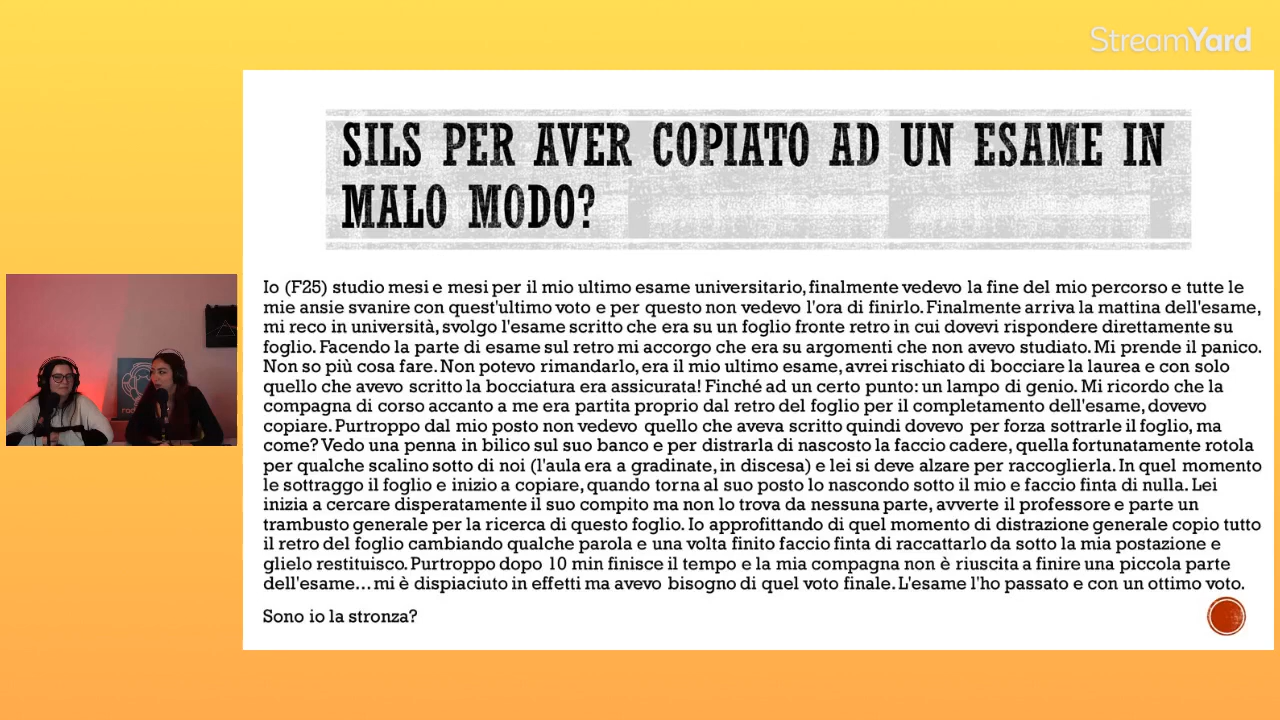 StreamYard
SILS PER AVER COPIATO AD UN ESAME IN
MALO MODO?
Io (F25) studio mesi e mesi per il mio ultimo esame universitario, finalmente vedevo la fine del mio percorso e tutte le
mie ansie svanire con quest'ultimo voto e per questo non vedevo l'ora di finirlo. Finalmente arriva la mattina dell'esame,
mi reco in università, svolgo l'esame scritto che era su un foglio fronte retro in cui dovevi rispondere direttamente su
foglio. Facendo la parte di esame sul retro mi accorgo che era su argomenti che non avevo studiato. Mi prende il panico.
Non so più cosa fare. Non potevo rimandarlo, era il mio ultimo esame, avrei rischiato di bocciare la laurea e con solo
quello che avevo scritto la bocciatura era assicurata! Finché ad un certo punto: un lampo di genio. Mi ricordo che la
compagna di corso accanto a me era partita proprio dal retro del foglio per il completamento dell'esame, dovevo
copiare. Purtroppo dal mio posto non vedevo quello che aveva scritto quindi dovevo per forza sottrarle il foglio, ma
come? Vedo una penna in bilico sul suo banco e per distrarla di nascosto la faccio cadere, quella fortunatamente rotola
per qualche scalino sotto di noi (l'aula era a gradinate, in discesa) e lei si deve alzare per raccoglierla. In quel momento
le sottraggo il foglio e inizio a copiare, quando torna al suo posto lo nascondo sotto il mio e faccio finta di nulla. Lei
inizia a cercare disperatamente il suo compito ma non lo trova da nessuna parte, avverte il professore e parte un
trambusto generale per la ricerca di questo foglio. Io approfittando di quel momento di distrazione generale copio tutto
il retro del foglio cambiando qualche parola e una volta finito faccio finta di raccattarlo da sotto la mia postazione e
glielo restituisco. Purtroppo dopo 10 min finisce il tempo e la mia compagna non è riuscita a finire una piccola parte
dell'esame... mi è dispiaciuto in effetti ma avevo bisogno di quel voto finale. L'esame l'ho passato e con un ottimo voto.
Sono io la stronza?